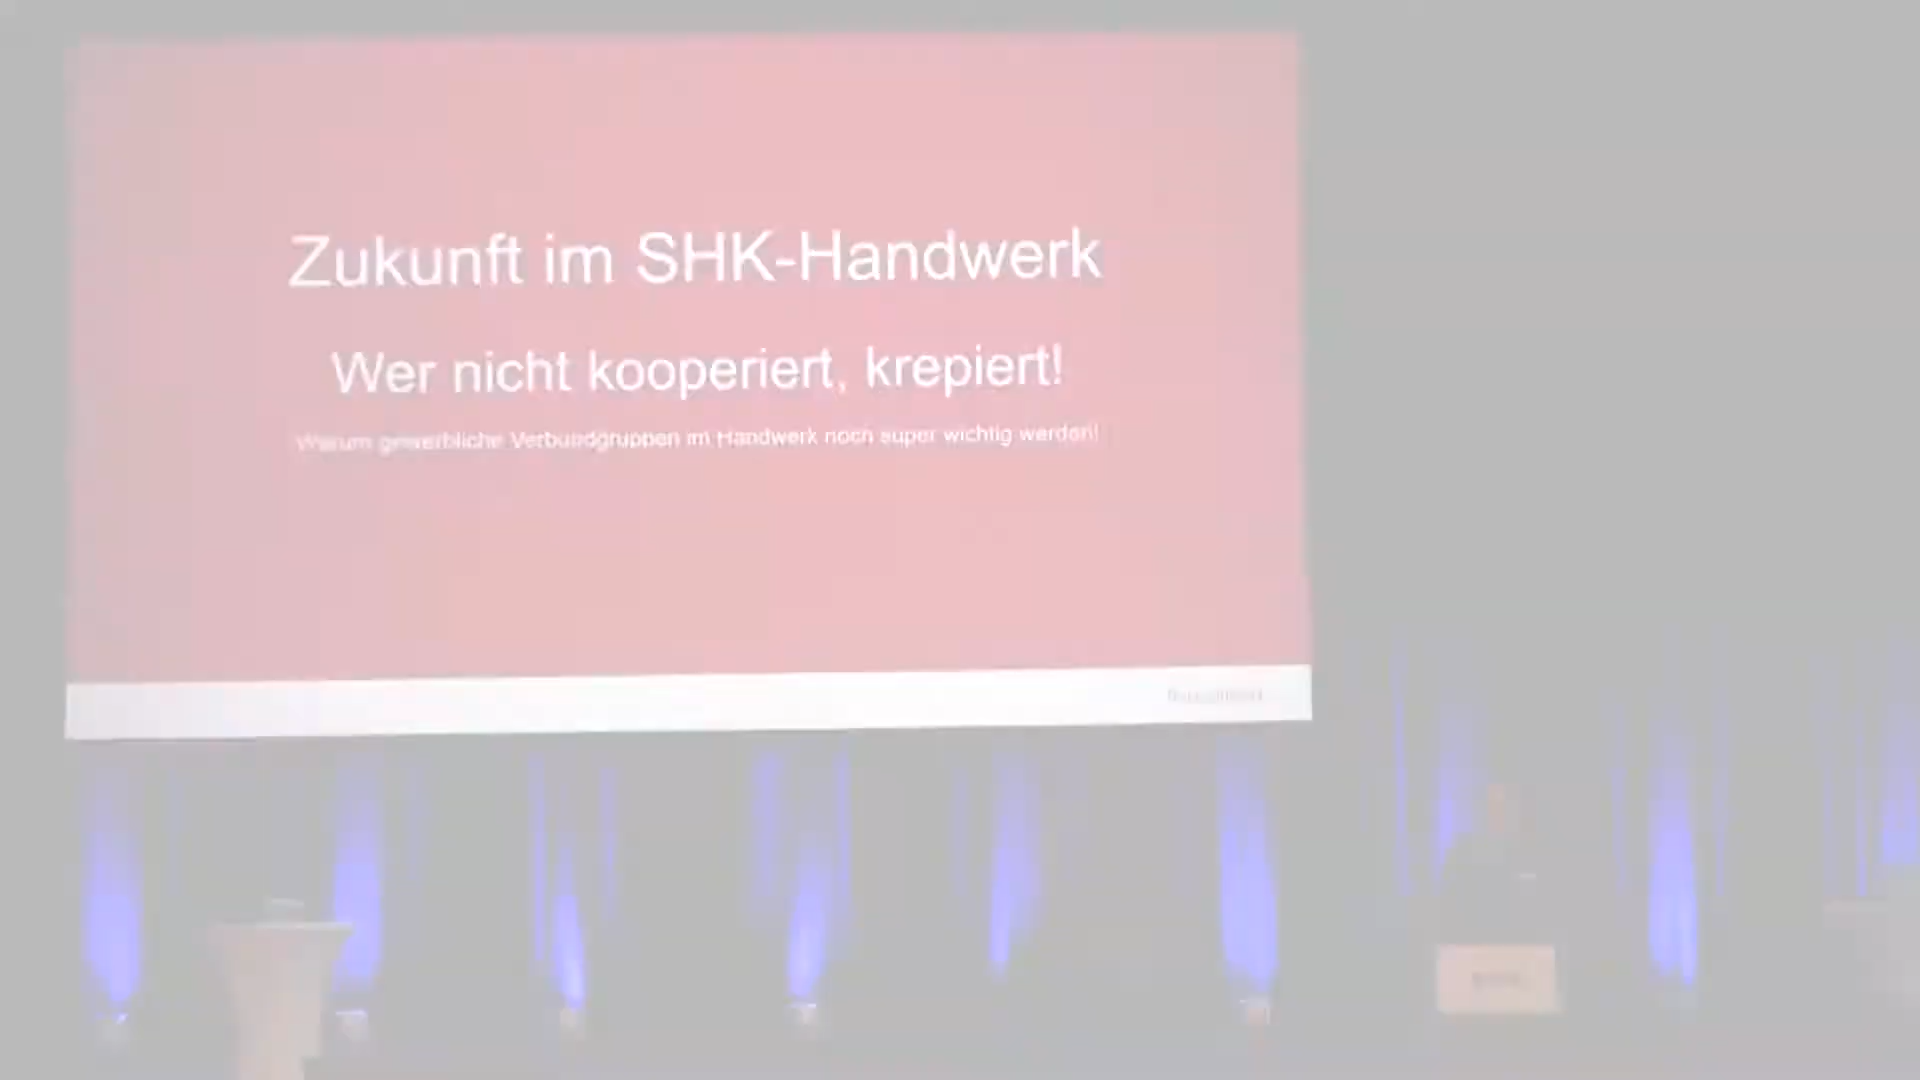 Zukunft im SHK-Handwerk
Wer nicht kooperiert, krepiert!
Warum gewerbliche Verbundgruppen im Handwerk noch super wichtig werden!